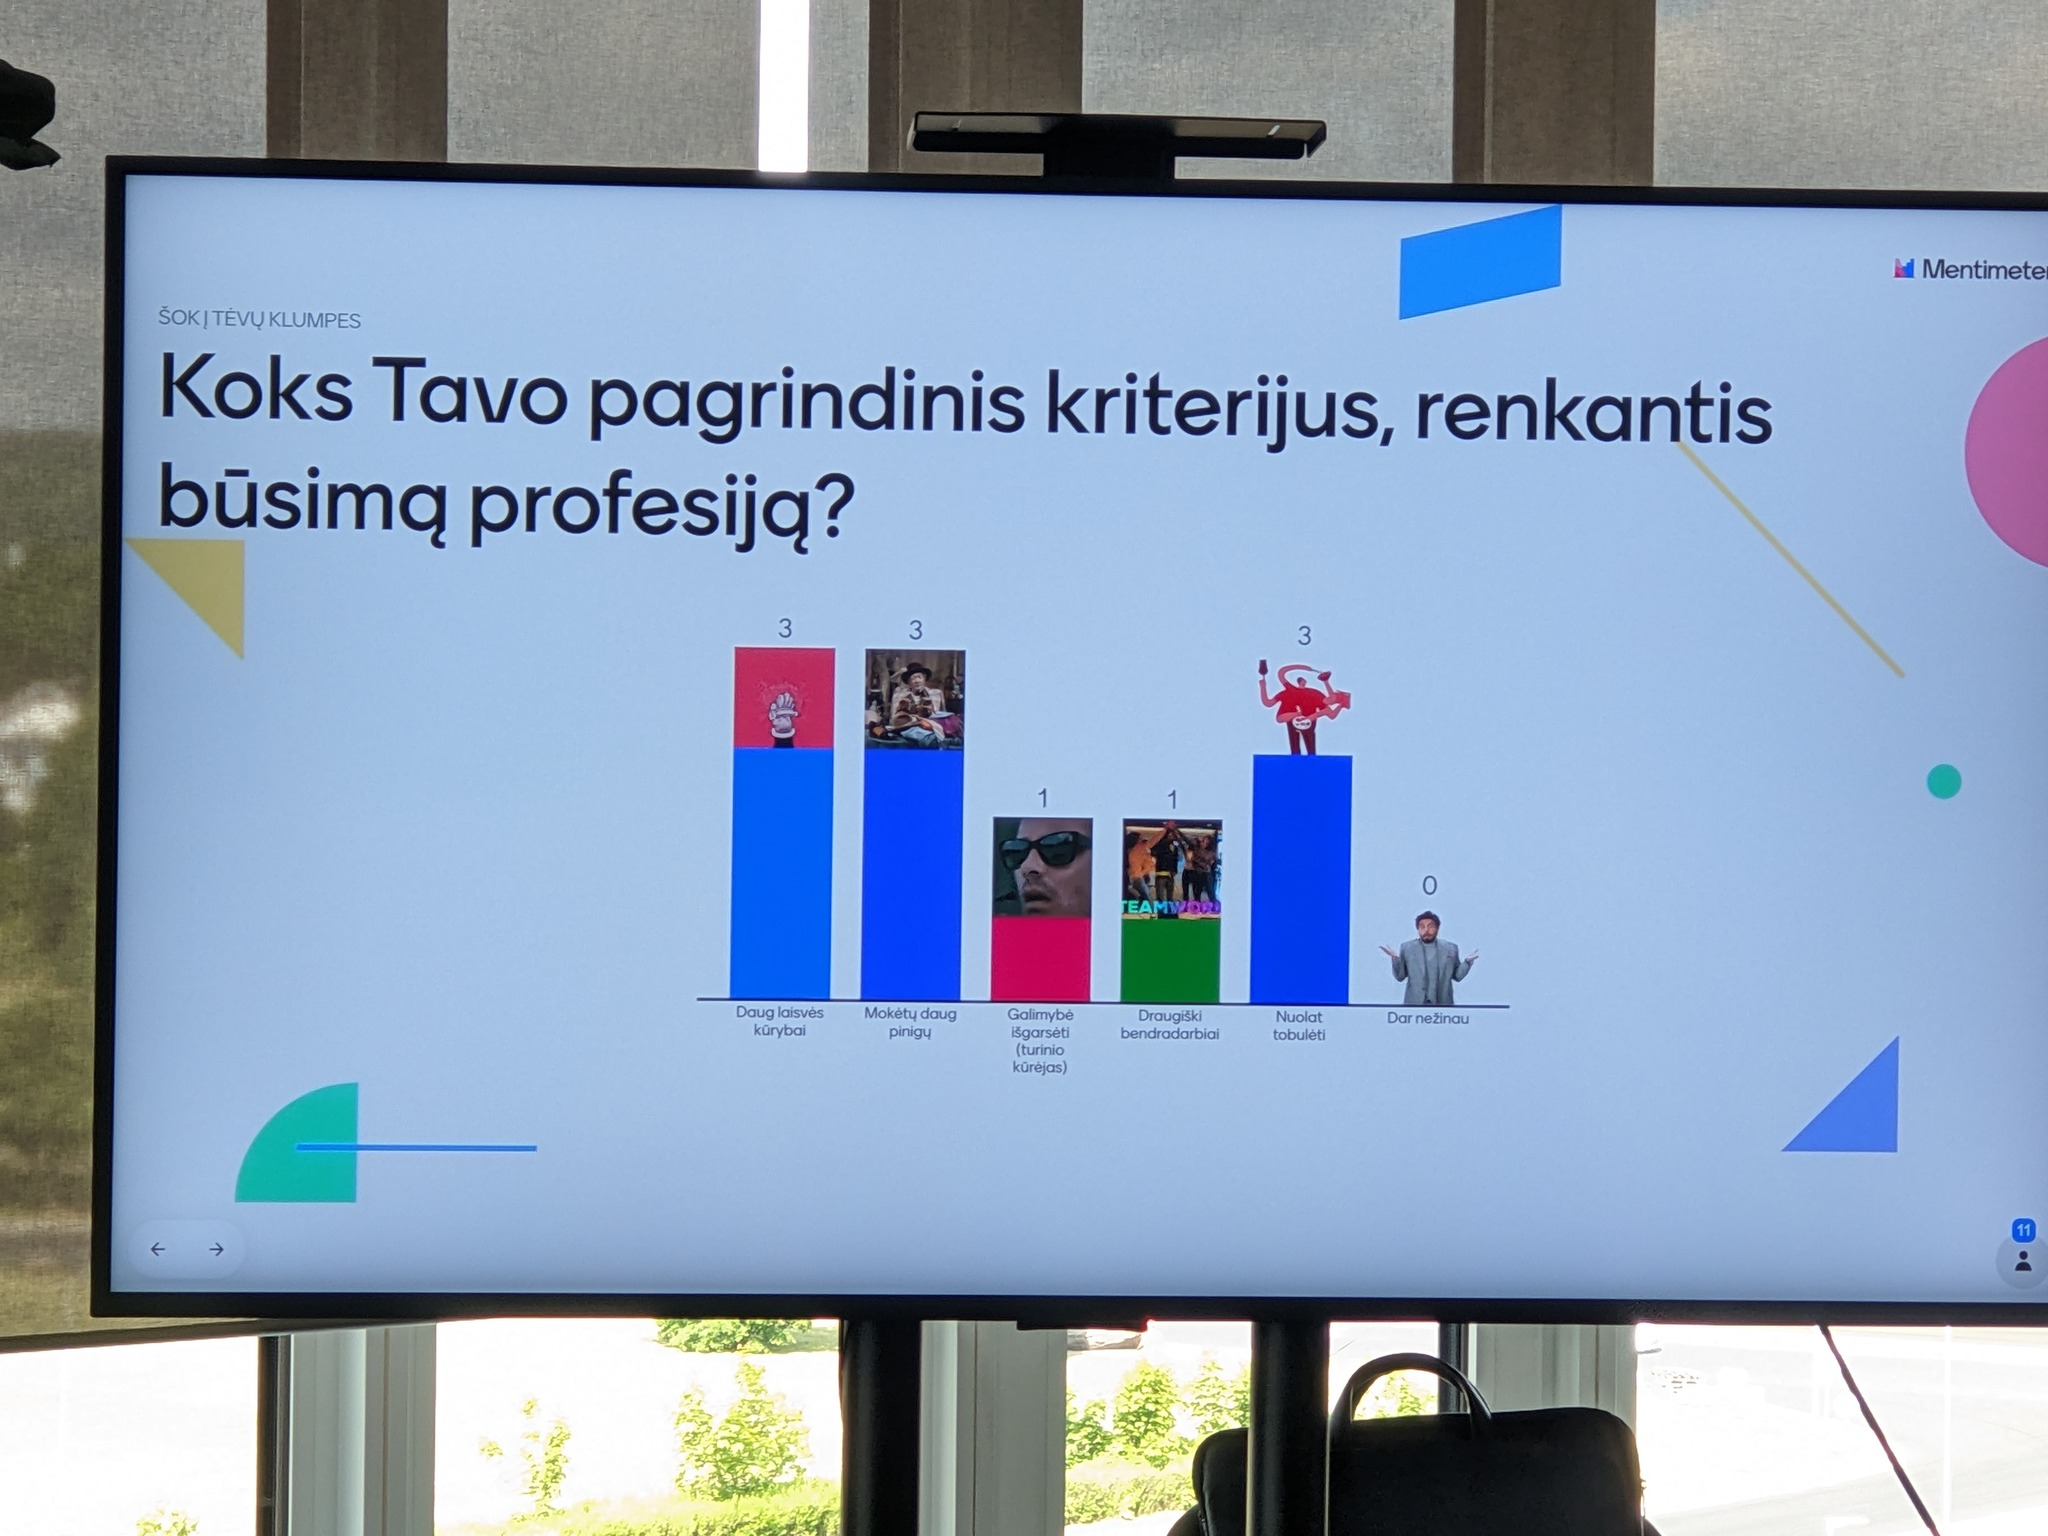 Mentimeter
ŠOK Į TĖVŲ KLUMPES
Koks Tavo pagrindinis kriterijus, renkantis
būsimą profesiją?
3
3
1
1
3
0
TEAMWORK
Daug laisvės
kūrybai
Mokėtų daug
pinigų
Galimybė
išgarsėti
(turinio
kūrėjas)
Draugiški
bendradarbiai
Nuolat
tobulėti
Dar nežinau
11